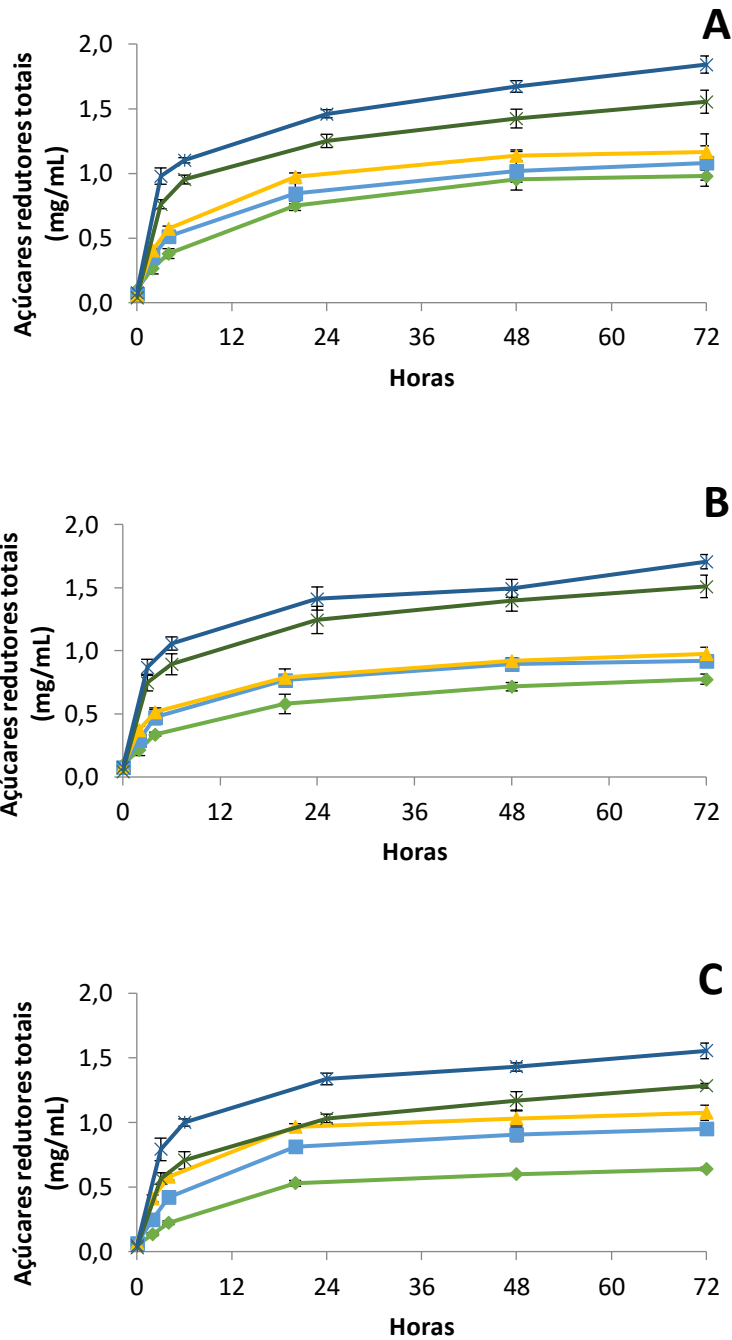 A
Açúcares redutores totais
(mg/mL)
2,0
1,5
1,0
0,5
0,0
0 12 24 36 48 60 72
Horas
B
Açúcares redutores totais
(mg/mL)
2,0
1,5
1,0
0,5
0,0
0 12 24 36 48 60 72
Horas
C
Açúcares redutores totais
(mg/mL)
2,0
1,5
1,0
0,5
0,0
0 12 24 36 48 60 72
Horas